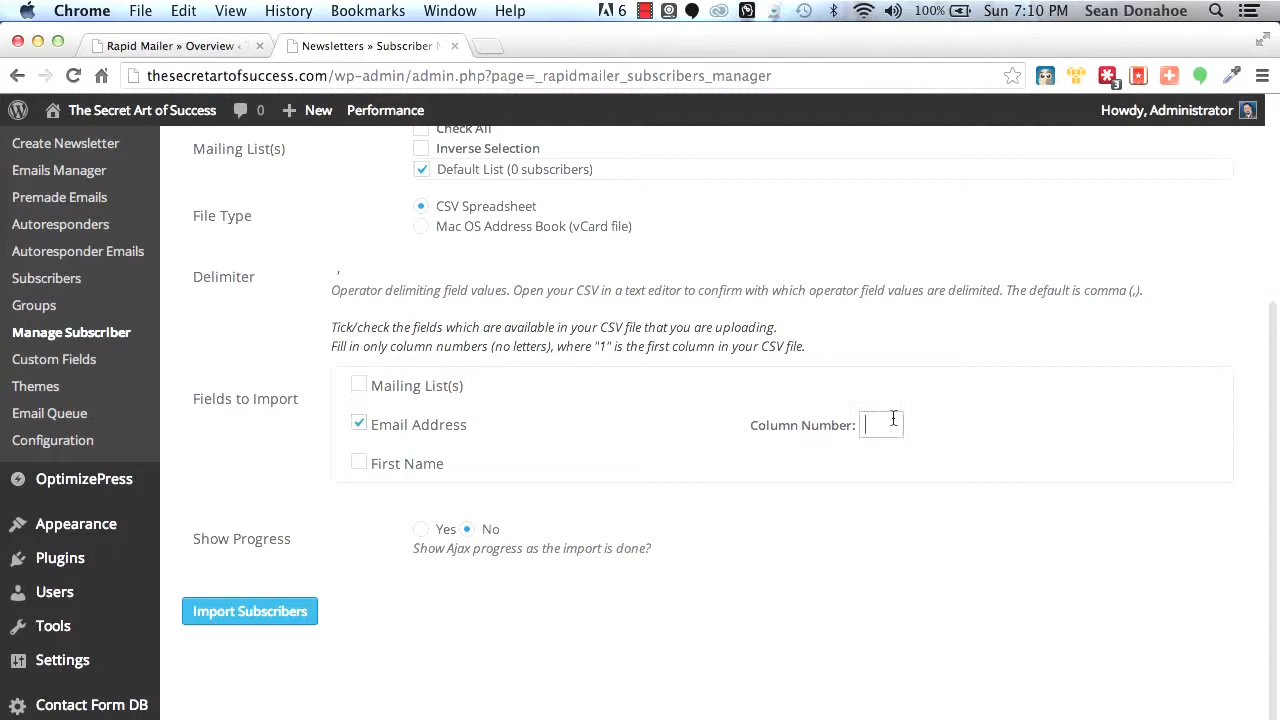 Chrome File Edit View History Bookmarks Window Help 6 100% Sun 7:10 PM Sean Donahoe
Rapid Mailer » Overview ‹ × Newsletters » Subscriber M ×
thesecretartofsuccess.com/wp-admin/admin.php?page=_rapidmailer_subscribers_manager 3
The Secret Art of Success 0 New Performance Howdy, Administrator
Create Newsletter
Emails Manager
Premade Emails
Autoresponders
Autoresponder Emails
Subscribers
Groups
Manage Subscriber
Custom Fields
Themes
Email Queue
Configuration
OptimizePress
Appearance
Plugins
Users
Tools
Settings
Contact Form DB
Check All
Mailing List(s)
Inverse Selection
Default List (0 subscribers)
File Type
CSV Spreadsheet
Mac OS Address Book (vCard file)
Delimiter ,
Operator delimiting field values. Open your CSV in a text editor to confirm with which operator field values are delimited. The default is comma (,).
Tick/check the fields which are available in your CSV file that you are uploading.
Fill in only column numbers (no letters), where "1" is the first column in your CSV file.
Fields to Import
Mailing List(s)
Email Address Column Number:
First Name
Show Progress
Yes No
Show Ajax progress as the import is done?
Import Subscribers